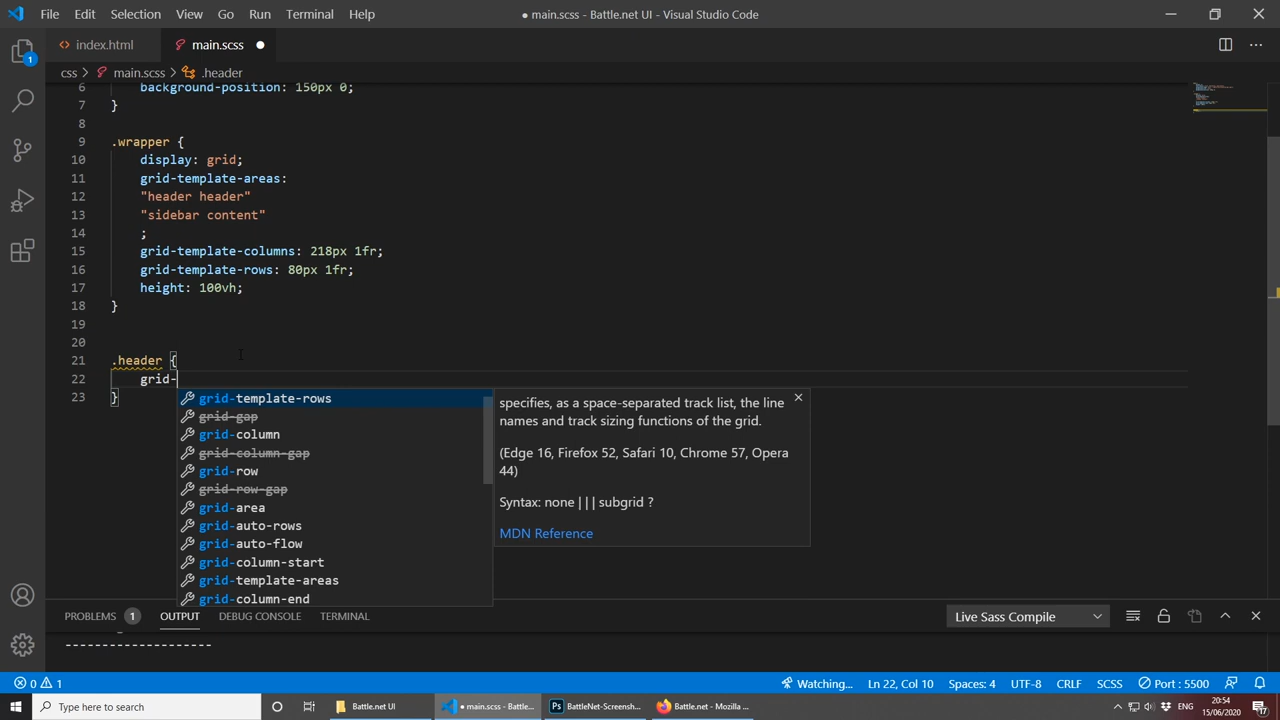 File Edit Selection View Go Run Terminal Help
● main.scss - Battle.net UI - Visual Studio Code
index.html
main.scss ●
css > main.scss > .header
6 background-position: 150px 0;
7 }
8
9 .wrapper {
10 display: grid;
11 grid-template-areas:
12 "header header"
13 "sidebar content"
14 ;
15 grid-template-columns: 218px 1fr;
16 grid-template-rows: 80px 1fr;
17 height: 100vh;
18 }
19
20
21 .header {
22 grid-
23 }
grid-template-rows
grid-gap
grid-column
grid-column-gap
grid-row
grid-row-gap
grid-area
grid-auto-rows
grid-auto-flow
grid-column-start
grid-template-areas
grid-column-end
specifies, as a space-separated track list, the line
names and track sizing functions of the grid.
(Edge 16, Firefox 52, Safari 10, Chrome 57, Opera
44)
Syntax: none | | | subgrid ?
MDN Reference
1
PROBLEMS 1 OUTPUT DEBUG CONSOLE TERMINAL
Live Sass Compile
--------------------
0 1
Watching... Ln 22, Col 10 Spaces: 4 UTF-8 CRLF SCSS Port : 5500
Type here to search
Battle.net UI
● main.scss - Battle...
BattleNet-Screensh...
Battle.net - Mozilla ...
ENG
20:54
15/06/2020
7